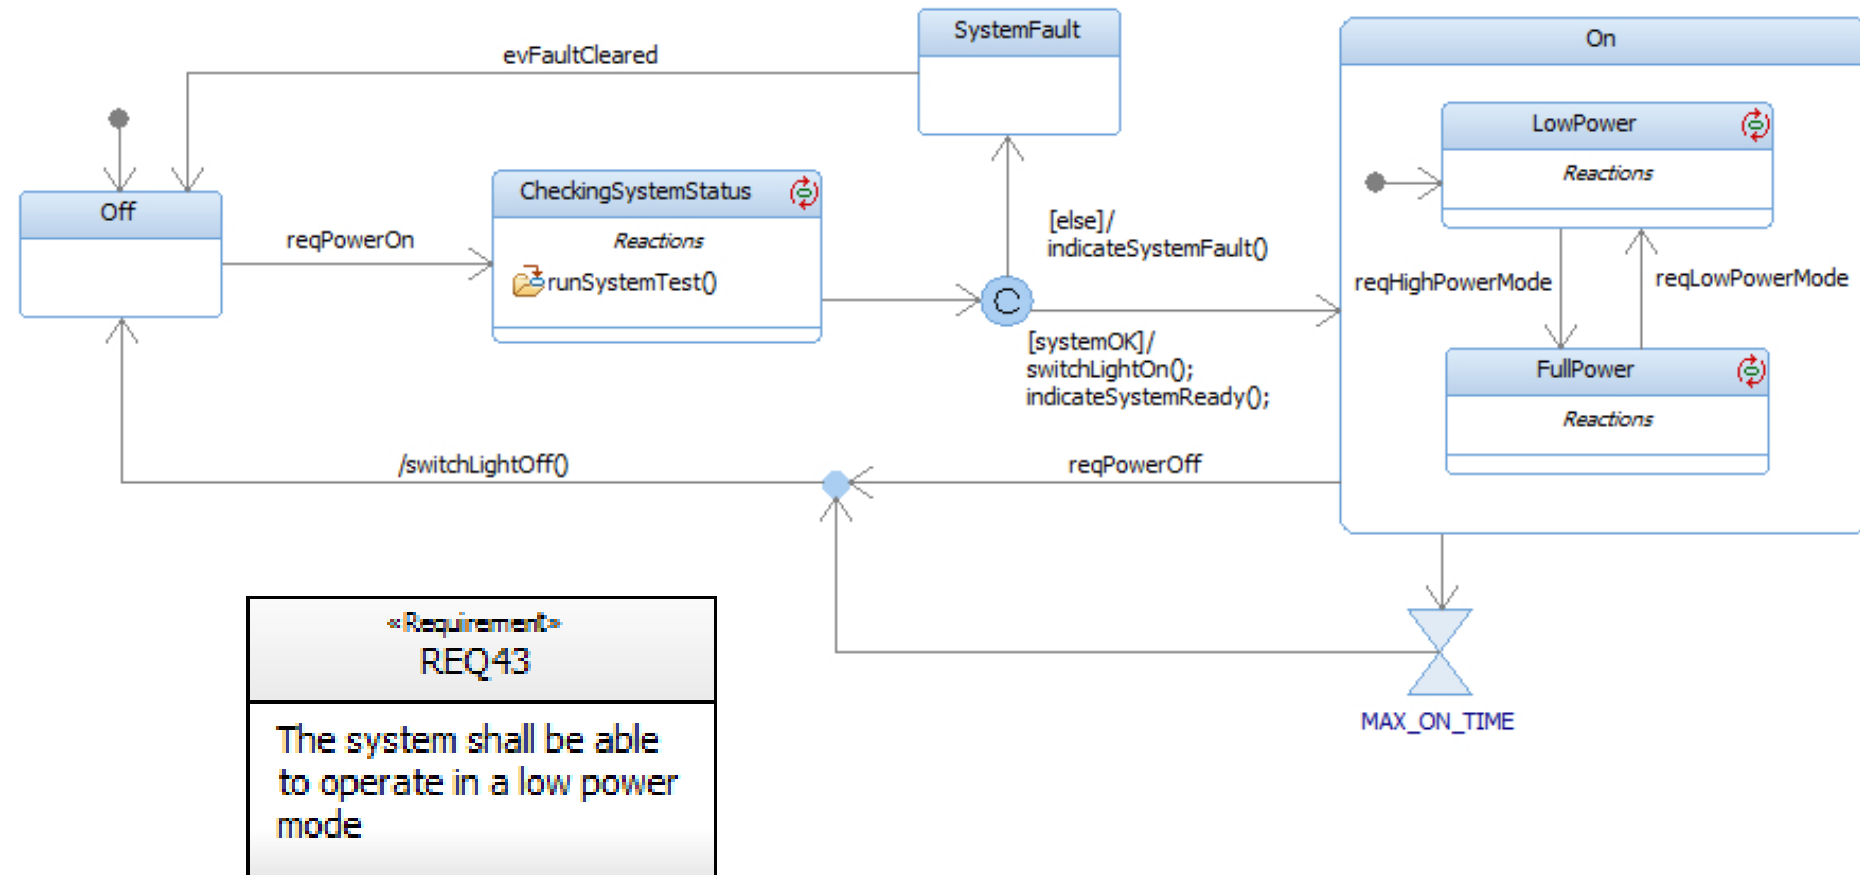 SystemFault
On
evFaultCleared
LowPower
Reactions
CheckingSystemStatus
Off
Reactions
[else]/
indicateSystemFault()
reqPowerOn
runSystemTest()
reqHighPowerMode
reqLowPowerMode
C
[systemOK]/
switchLightOn();
indicateSystemReady();
FullPower
Reactions
/switchLightOff()
reqPowerOff
«Requirement»
REQ43
MAX_ON_TIME
The system shall be able
to operate in a low power
mode